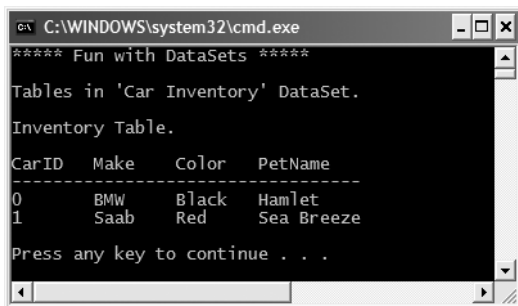 C:\WINDOWS\system32\cmd.exe
***** Fun with DataSets *****
Tables in 'Car Inventory' DataSet.
Inventory Table.
CarID Make Color PetName
----------------------------------
0 BMW Black Hamlet
1 Saab Red Sea Breeze
Press any key to continue . . .